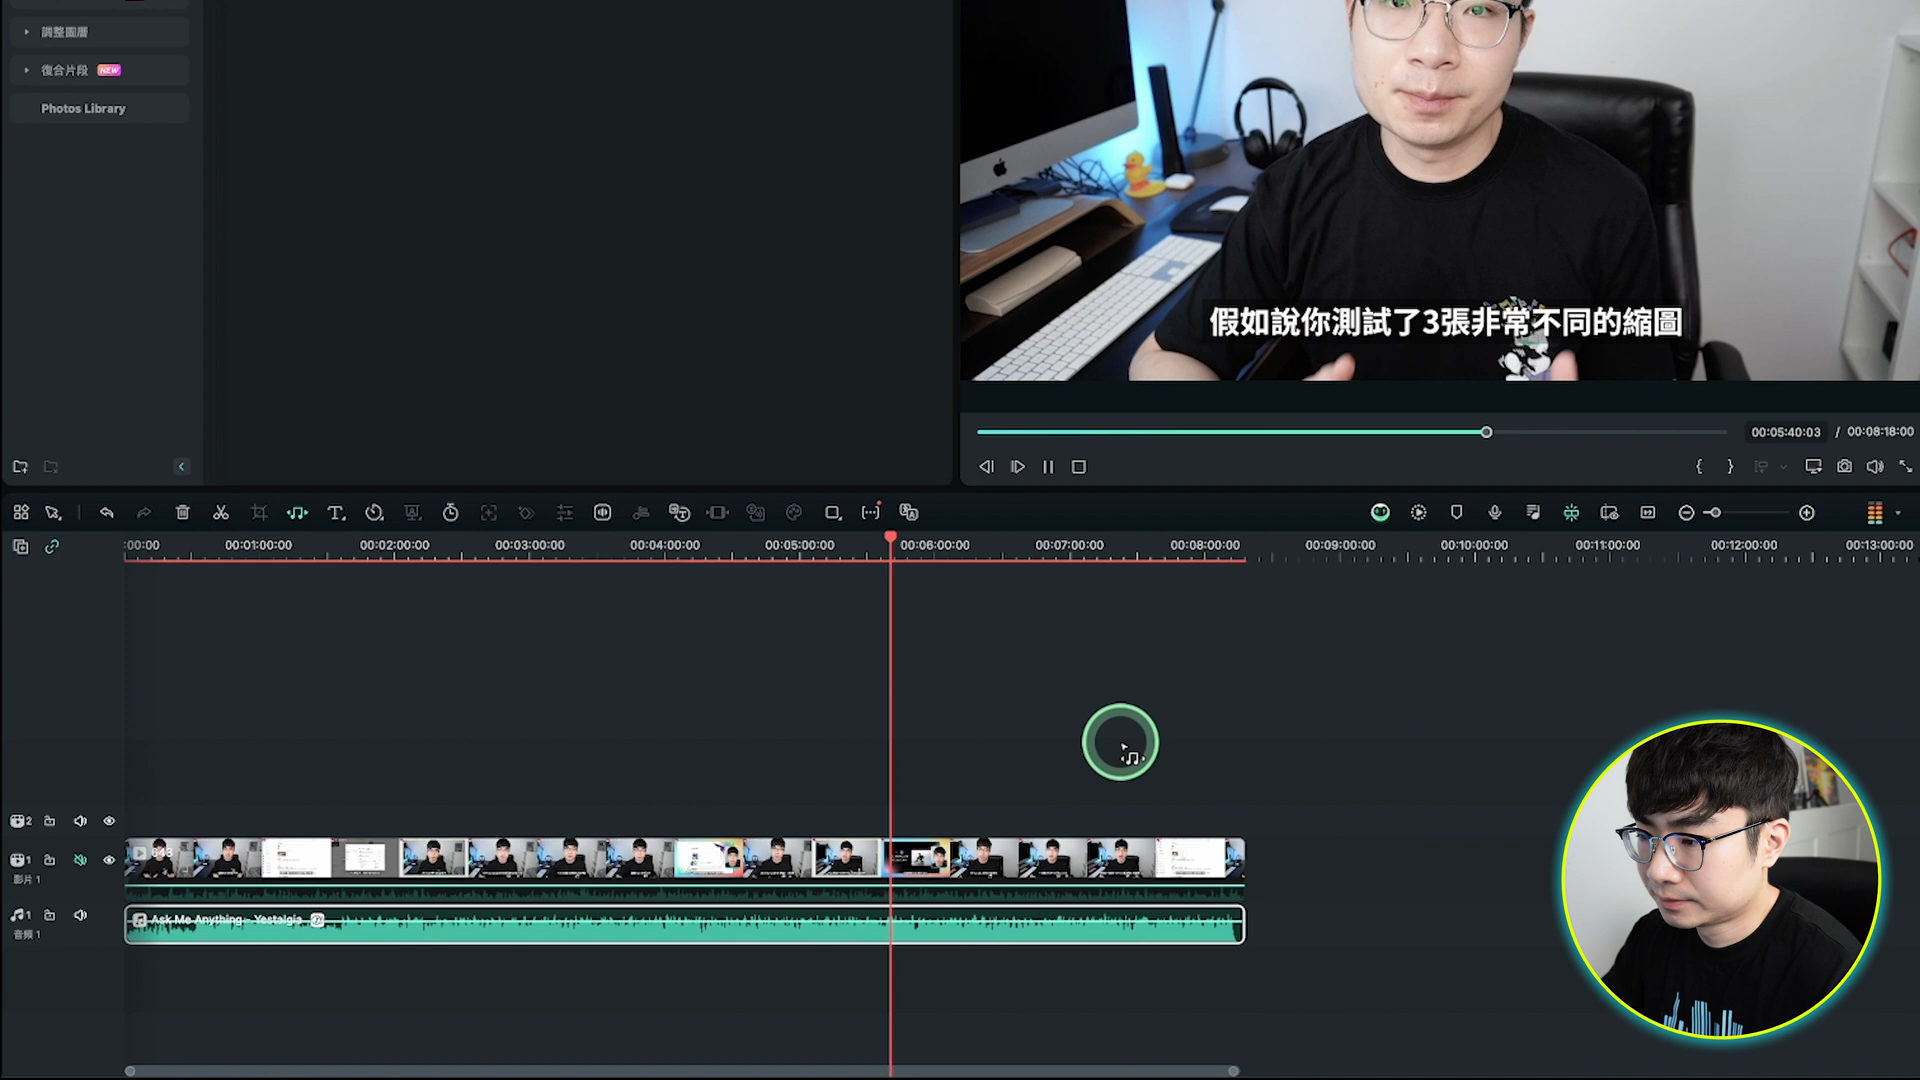 調整圖層
復合片段 NEW
Photos Library
假如說你測試了3張非常不同的縮圖
00:05:40:03 / 00:08:18:00
:00:00 00:01:00:00 00:02:00:00 00:03:00:00 00:04:00:00 00:05:00:00 00:06:00:00 00:07:00:00 00:08:00:00 00:09:00:00 00:10:00:00 00:11:00:00 00:12:00:00 00:13:00:00
2
1
643
影片 1
1
Ask Me Anything - Yestalgia
音頻 1